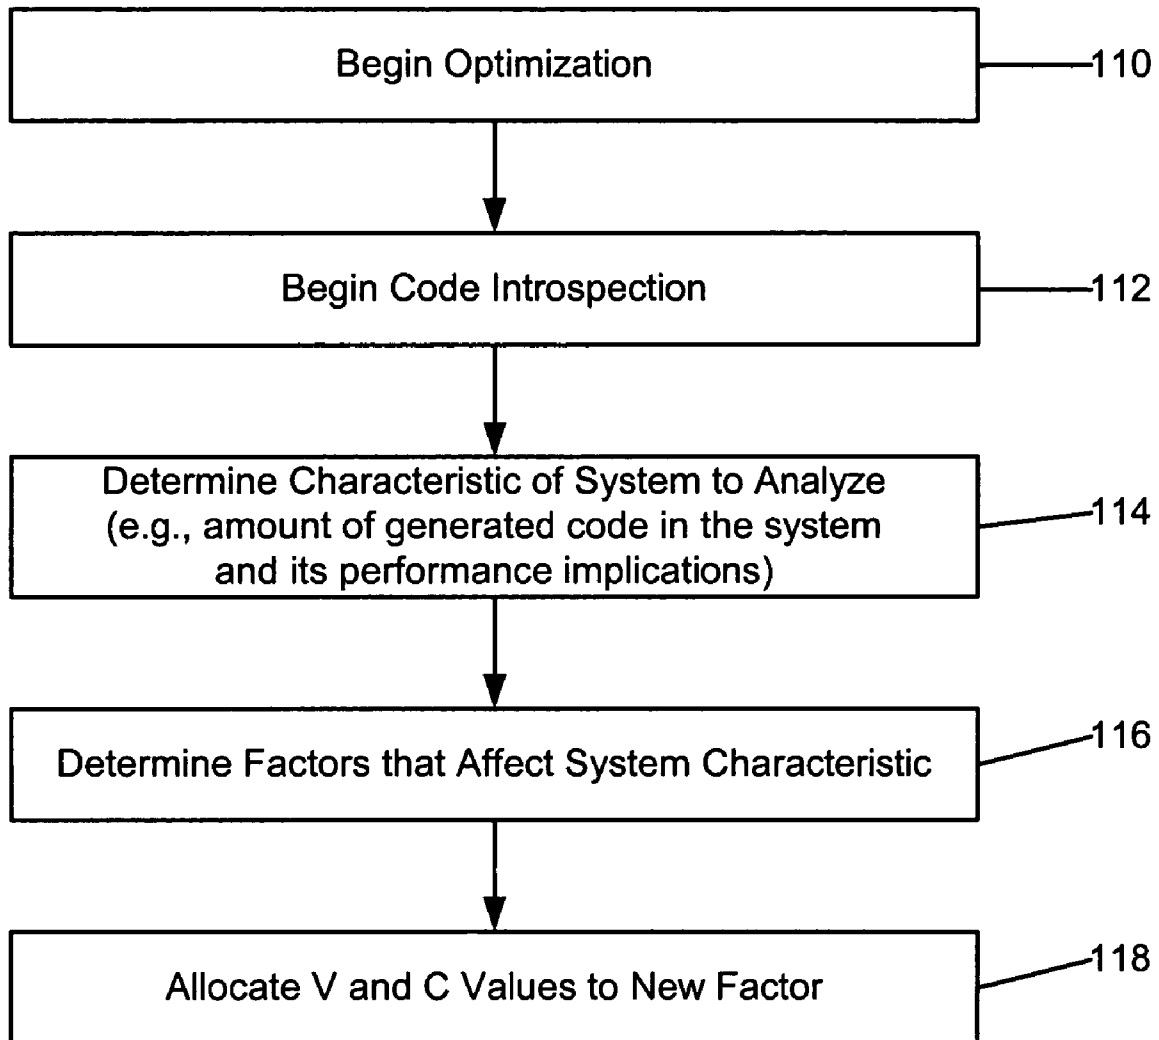 Begin Optimization
110
Begin Code Introspection
112
Determine Characteristic of System to Analyze
(e.g., amount of generated code in the system
and its performance implications)
114
Determine Factors that Affect System Characteristic
116
Allocate V and C Values to New Factor
118